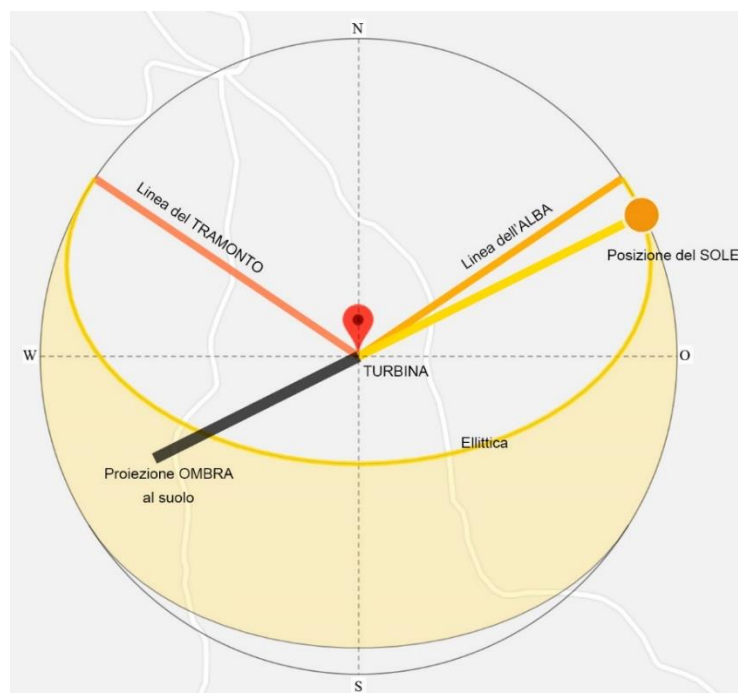 N
Linea del TRAMONTO
Linea dell'ALBA
Posizione del SOLE
W
O
TURBINA
Ellittica
Proiezione OMBRA
al suolo
S